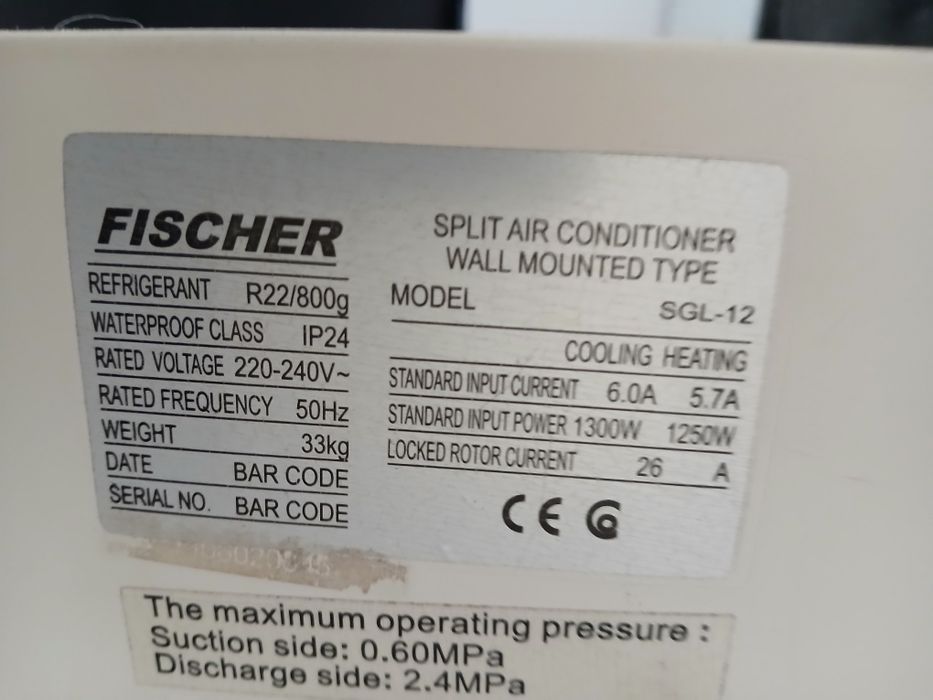 FISCHER
REFRIGERANT R22/800g
WATERPROOF CLASS IP24
RATED VOLTAGE 220-240V~
RATED FREQUENCY 50Hz
WEIGHT 33kg
DATE BAR CODE
SERIAL NO. BAR CODE
SPLIT AIR CONDITIONER
WALL MOUNTED TYPE
MODEL SGL-12
COOLING HEATING
STANDARD INPUT CURRENT 6.0A 5.7A
STANDARD INPUT POWER 1300W 1250W
LOCKED ROTOR CURRENT 26 A
CE G
The maximum operating pressure :
Suction side: 0.60MPa
Discharge side: 2.4MPa